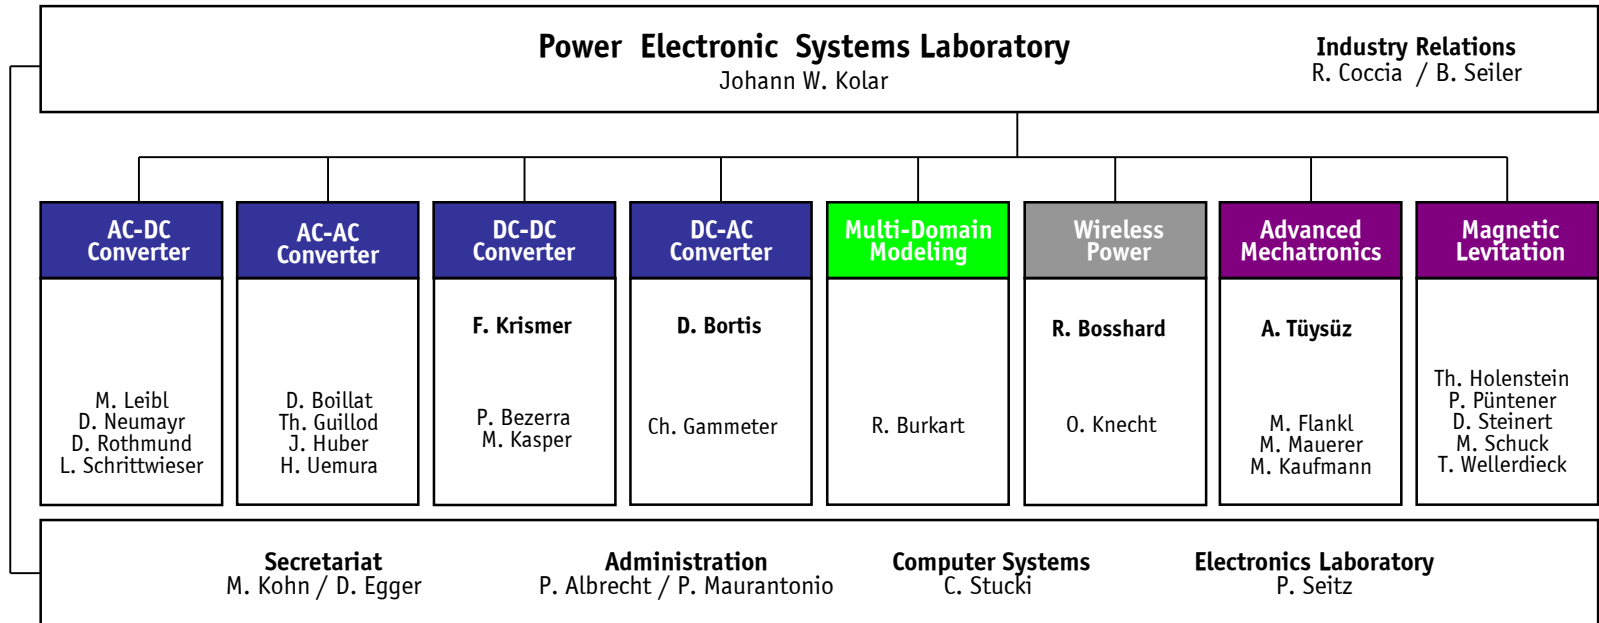 Power Electronic Systems Laboratory
Johann W. Kolar
Industry Relations
R. Coccia / B. Seiler
AC-DC
Converter
M. Leibl
D. Neumayr
D. Rothmund
L. Schrittwieser
AC-AC
Converter
D. Boillat
Th. Guillod
J. Huber
H. Uemura
DC-DC
Converter
F. Krismer
P. Bezerra
M. Kasper
DC-AC
Converter
D. Bortis
Ch. Gammeter
Multi-Domain
Modeling
R. Burkart
Wireless
Power
R. Bosshard
O. Knecht
Advanced
Mechatronics
A. Tüysüz
M. Flankl
M. Mauerer
M. Kaufmann
Magnetic
Levitation
Th. Holenstein
P. Püntener
D. Steinert
M. Schuck
T. Wellerdieck
Secretariat
M. Kohn / D. Egger
Administration
P. Albrecht / P. Maurantonio
Computer Systems
C. Stucki
Electronics Laboratory
P. Seitz